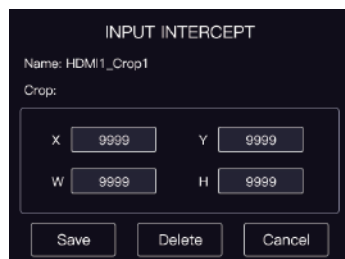 INPUT INTERCEPT
Name: HDMI1_Crop1
Crop:
X 9999 Y 9999
W 9999 H 9999
Save Delete Cancel